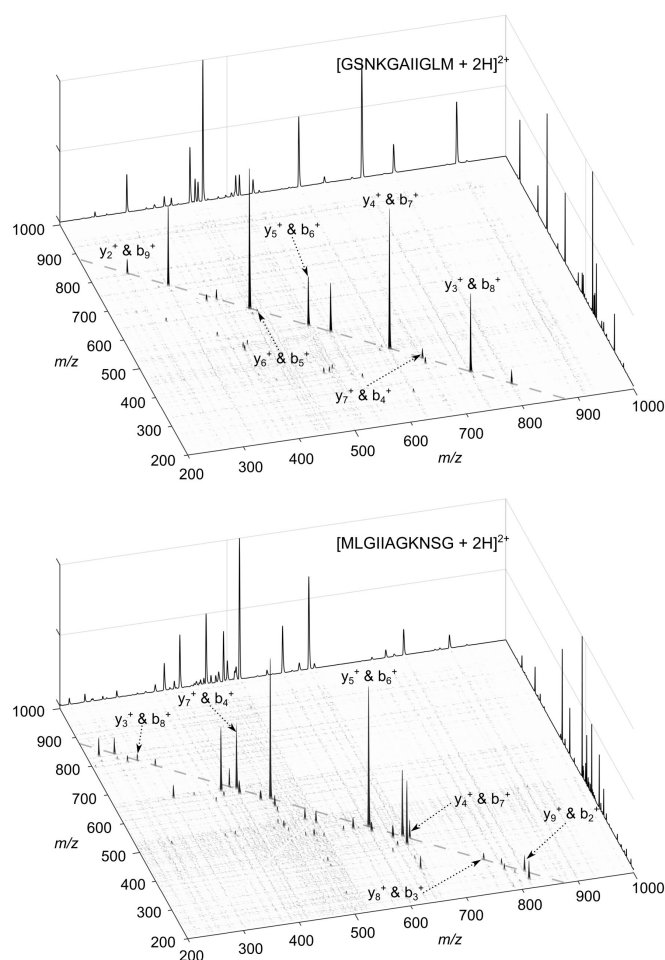 [GSNKGAIIGLM + 2H]²⁺
y₄⁺ & b₇⁺
y₅⁺ & b₆⁺
y₂⁺ & b₉⁺
y₃⁺ & b₈⁺
y₆⁺ & b₅⁺
y₇⁺ & b₄⁺
1000
900
800
700
600
500
400
300
200
m/z
200
300
400
500
600
700
800
900
1000
m/z
[MLGIIAGKNSG + 2H]²⁺
y₅⁺ & b₆⁺
y₇⁺ & b₄⁺
y₃⁺ & b₈⁺
y₄⁺ & b₇⁺
y₉⁺ & b₂⁺
y₈⁺ & b₃⁺
1000
900
800
700
600
500
400
300
200
m/z
200
300
400
500
600
700
800
900
1000
m/z